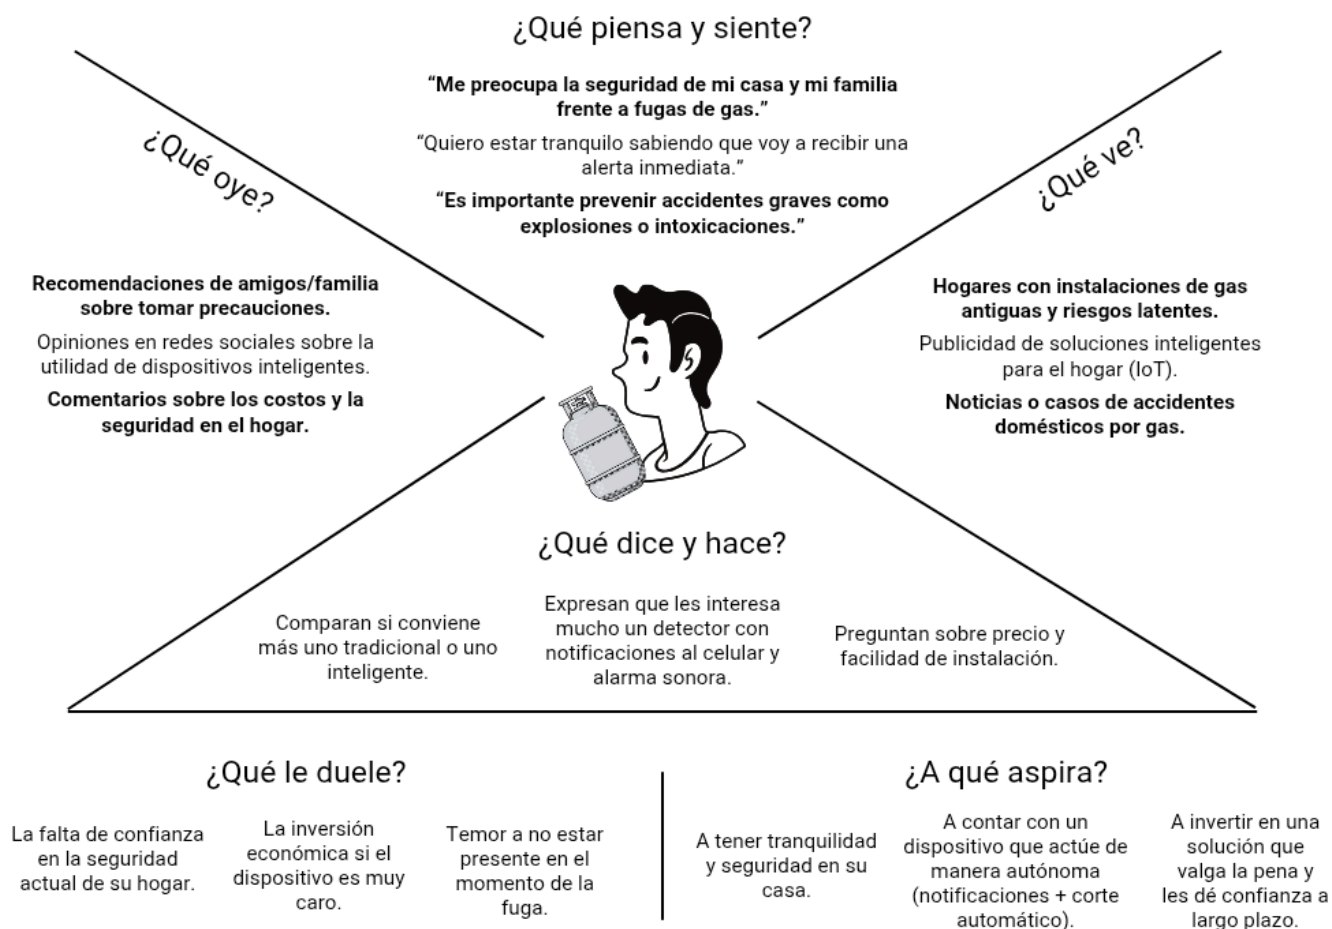 ¿Qué piensa y siente?
“Me preocupa la seguridad de mi casa y mi familia
frente a fugas de gas.”
“Quiero estar tranquilo sabiendo que voy a recibir una
alerta inmediata.”
“Es importante prevenir accidentes graves como
explosiones o intoxicaciones.”
¿Qué oye?
Recomendaciones de amigos/familia
sobre tomar precauciones.
Opiniones en redes sociales sobre la
utilidad de dispositivos inteligentes.
Comentarios sobre los costos y la
seguridad en el hogar.
¿Qué ve?
Hogares con instalaciones de gas
antiguas y riesgos latentes.
Publicidad de soluciones inteligentes
para el hogar (IoT).
Noticias o casos de accidentes
domésticos por gas.
¿Qué dice y hace?
Comparan si conviene
más uno tradicional o uno
inteligente.
Expresan que les interesa
mucho un detector con
notificaciones al celular y
alarma sonora.
Preguntan sobre precio y
facilidad de instalación.
¿Qué le duele?
La falta de confianza
en la seguridad
actual de su hogar.
La inversión
económica si el
dispositivo es muy
caro.
Temor a no estar
presente en el
momento de la
fuga.
¿A qué aspira?
A tener tranquilidad
y seguridad en su
casa.
A contar con un
dispositivo que actúe de
manera autónoma
(notificaciones + corte
automático).
A invertir en una
solución que
valga la pena y
les dé confianza a
largo plazo.